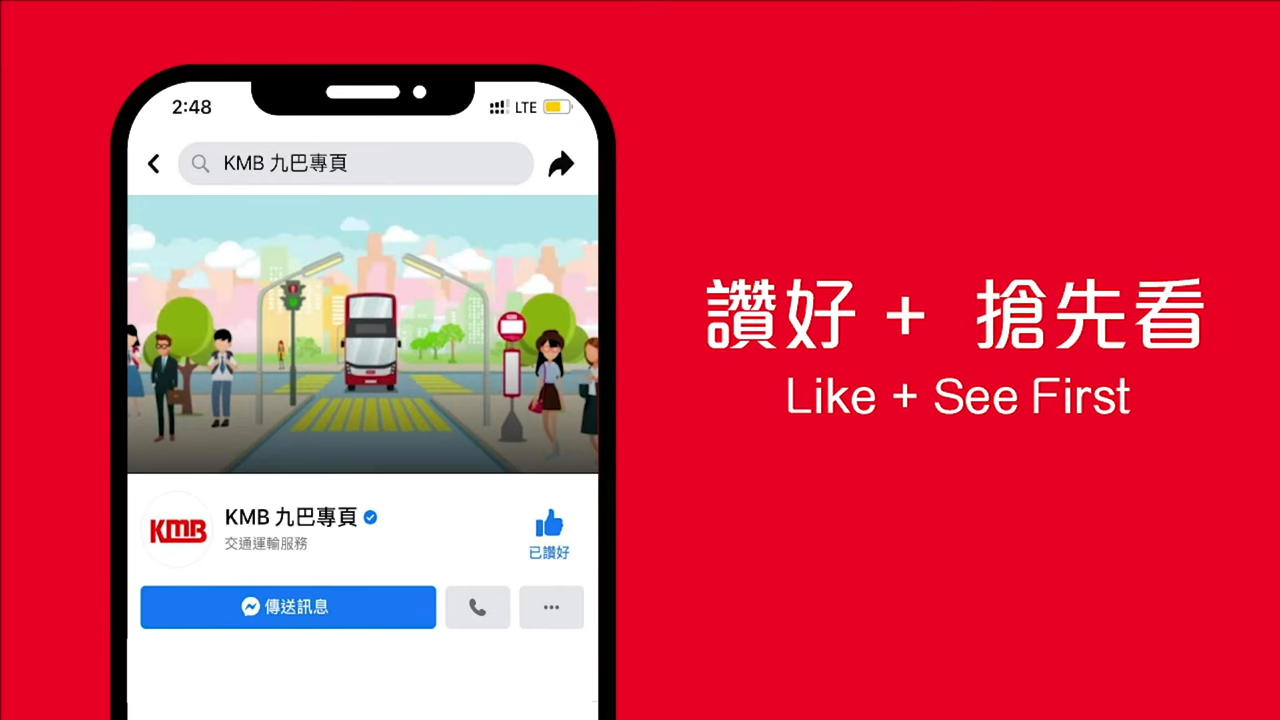 2:48
LTE
KMB 九巴專頁
讚好 + 搶先看
Like + See First
KMB
KMB 九巴專頁
交通運輸服務
已讚好
傳送訊息